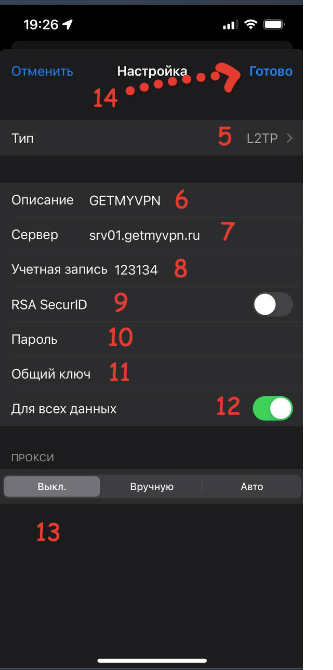 19:26
Отменить Настройка Готово
14
Тип 5 L2TP
Описание GETMYVPN 6
Сервер srv01.getmyvpn.ru 7
Учетная запись 123134 8
RSA SecurID 9
Пароль 10
Общий ключ 11
Для всех данных 12
ПРОКСИ
Выкл. Вручную Авто
13